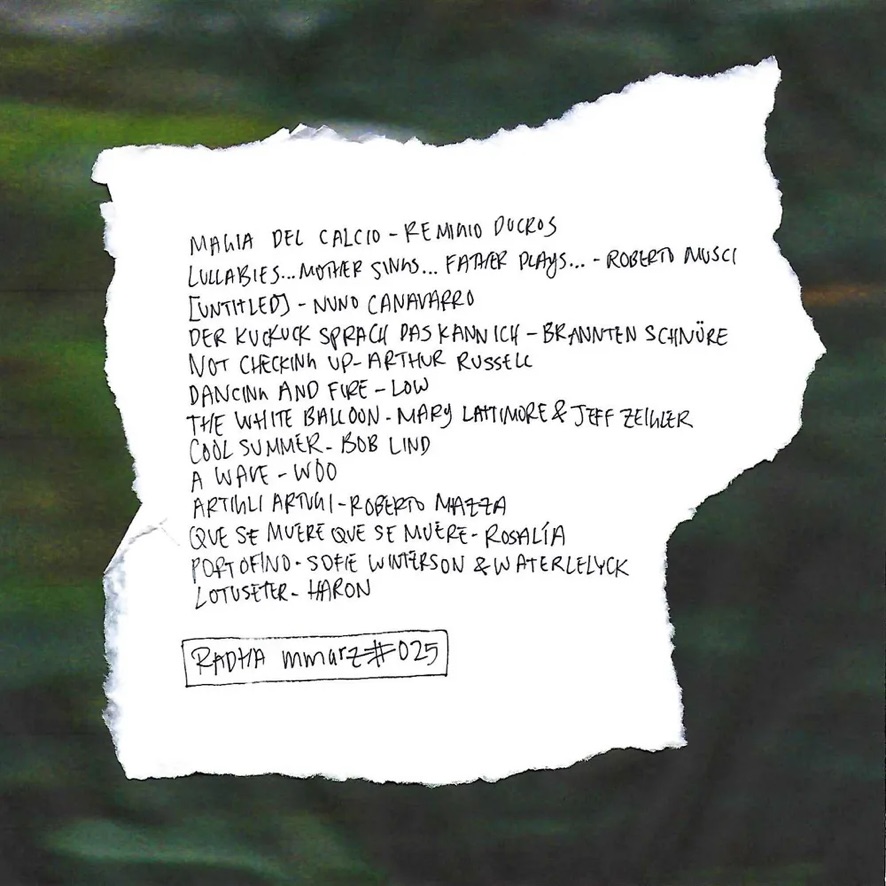 MAGIA DEL CALCIO - REMIGIO DUCROS
LULLABIES... MOTHER SINGS... FATHER PLAYS... - ROBERTO MUSCI
[UNTITLED] - NUNO CANAVARRO
DER KUCKUCK SPRACH DAS KANN ICH - BRANNTEN SCHNÜRE
NOT CHECKING UP - ARTHUR RUSSELL
DANCING AND FIRE - LOW
THE WHITE BALLOON - MARY LATTIMORE & JEFF ZEIGLER
COOL SUMMER - BOB LIND
A WAVE - WOO
ARTIGLI ARTUGI - ROBERTO MAZZA
QUE SE MUERE QUE SE MUERE - ROSALÍA
PORTOFINO - SOFIE WINTERSON & WATERLELYCK
LOTUSETER - HARON
RADHA mmarz #025